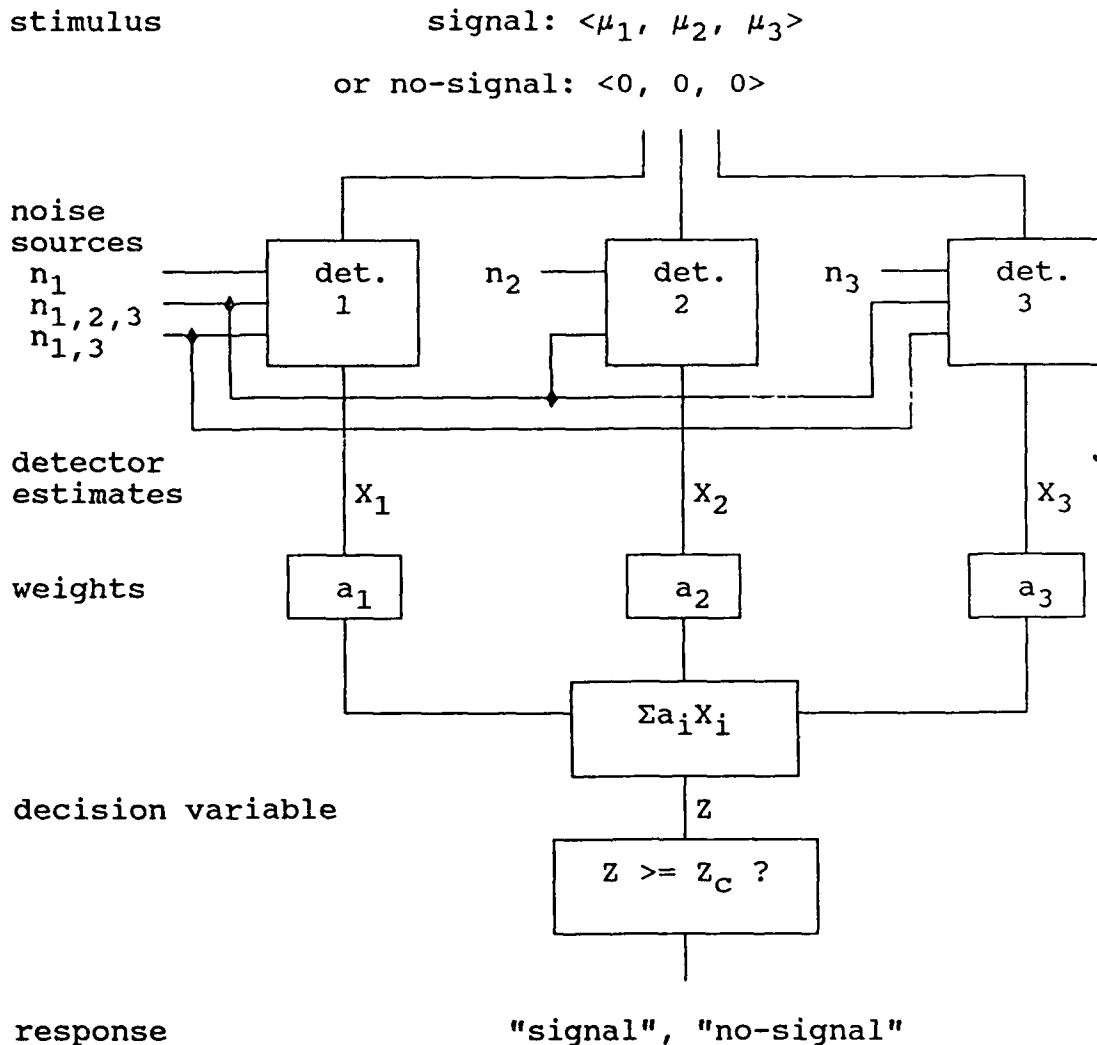 stimulus signal: <μ₁, μ₂, μ₃>
or no-signal: <0, 0, 0>
noise
sources
n₁
n₁,₂,₃
n₁,₃
det.
1
n₂
det.
2
n₃
det.
3
detector
estimates
X₁
X₂
X₃
weights
a₁
a₂
a₃
ΣaᵢXᵢ
decision variable
Z
Z >= Z_C ?
response "signal", "no-signal"